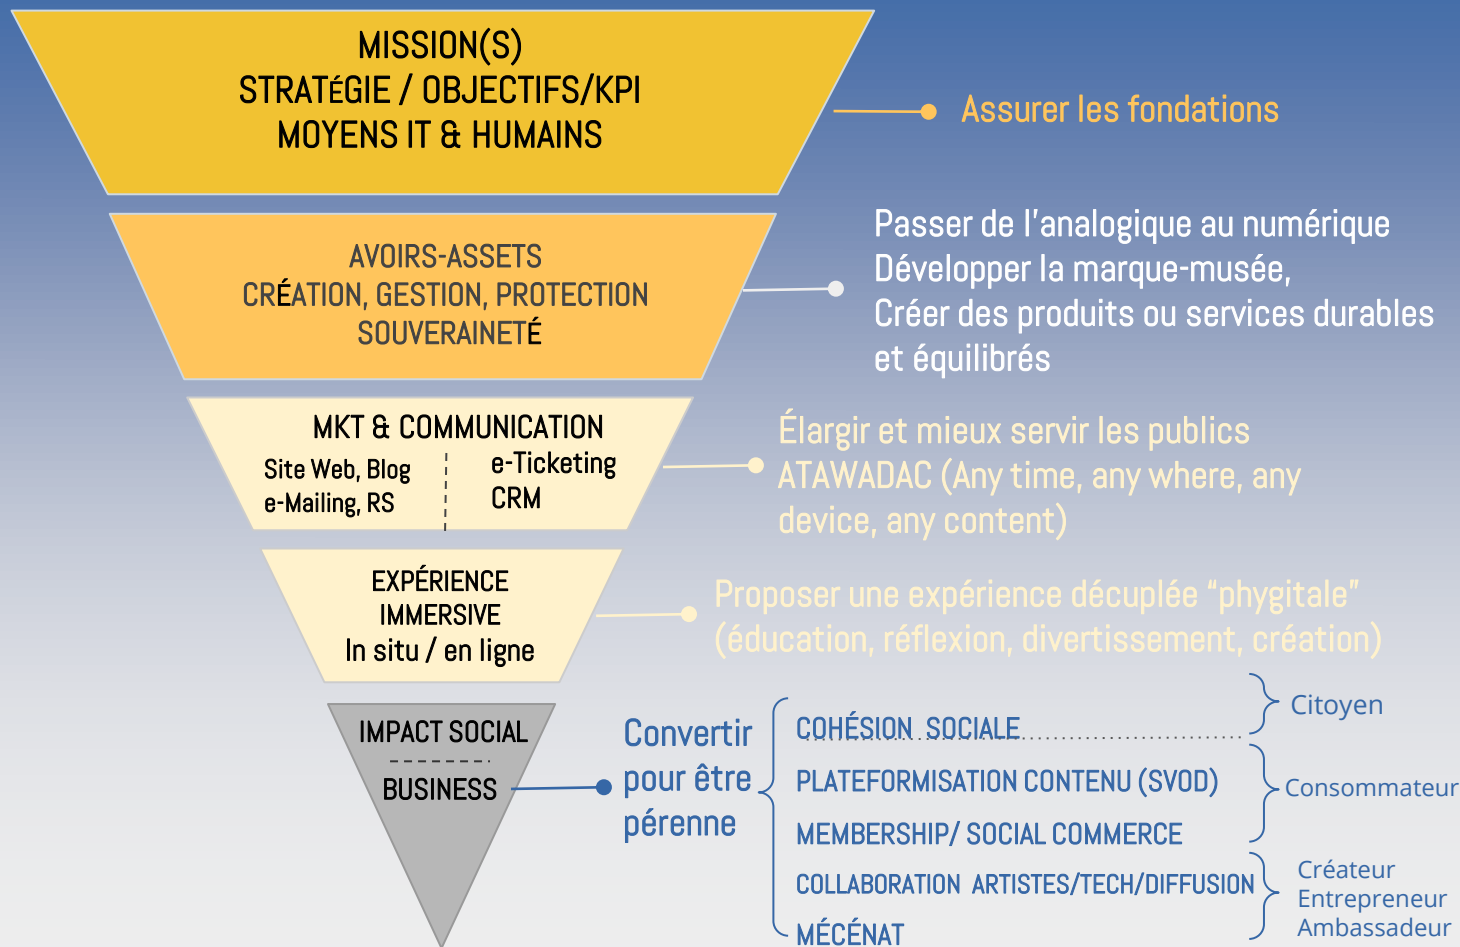 MISSION(S)
STRATÉGIE / OBJECTIFS/KPI
MOYENS IT & HUMAINS
Assurer les fondations
AVOIRS-ASSETS
CRÉATION, GESTION, PROTECTION
SOUVERAINETÉ
Passer de l'analogique au numérique
Développer la marque-musée,
Créer des produits ou services durables
et équilibrés
MKT & COMMUNICATION
Site Web, Blog
e-Mailing, RS
e-Ticketing
CRM
Élargir et mieux servir les publics
ATAWADAC (Any time, any where, any
device, any content)
EXPÉRIENCE
IMMERSIVE
In situ / en ligne
Proposer une expérience décuplée “phygitale”
(éducation, réflexion, divertissement, création)
IMPACT SOCIAL
BUSINESS
Convertir
pour être
pérenne
COHÉSION SOCIALE
PLATEFORMISATION CONTENU (SVOD)
MEMBERSHIP/ SOCIAL COMMERCE
COLLABORATION ARTISTES/TECH/DIFFUSION
MÉCÉNAT
Citoyen
Consommateur
Créateur
Entrepreneur
Ambassadeur